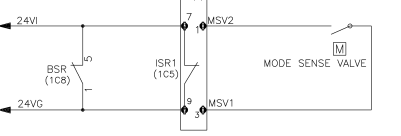 24VI
7
1
MSV2
BSR
(1C8)
5
1
ISR1
(1C5)
M
MODE SENSE VALVE
24VG
9
3
MSV1